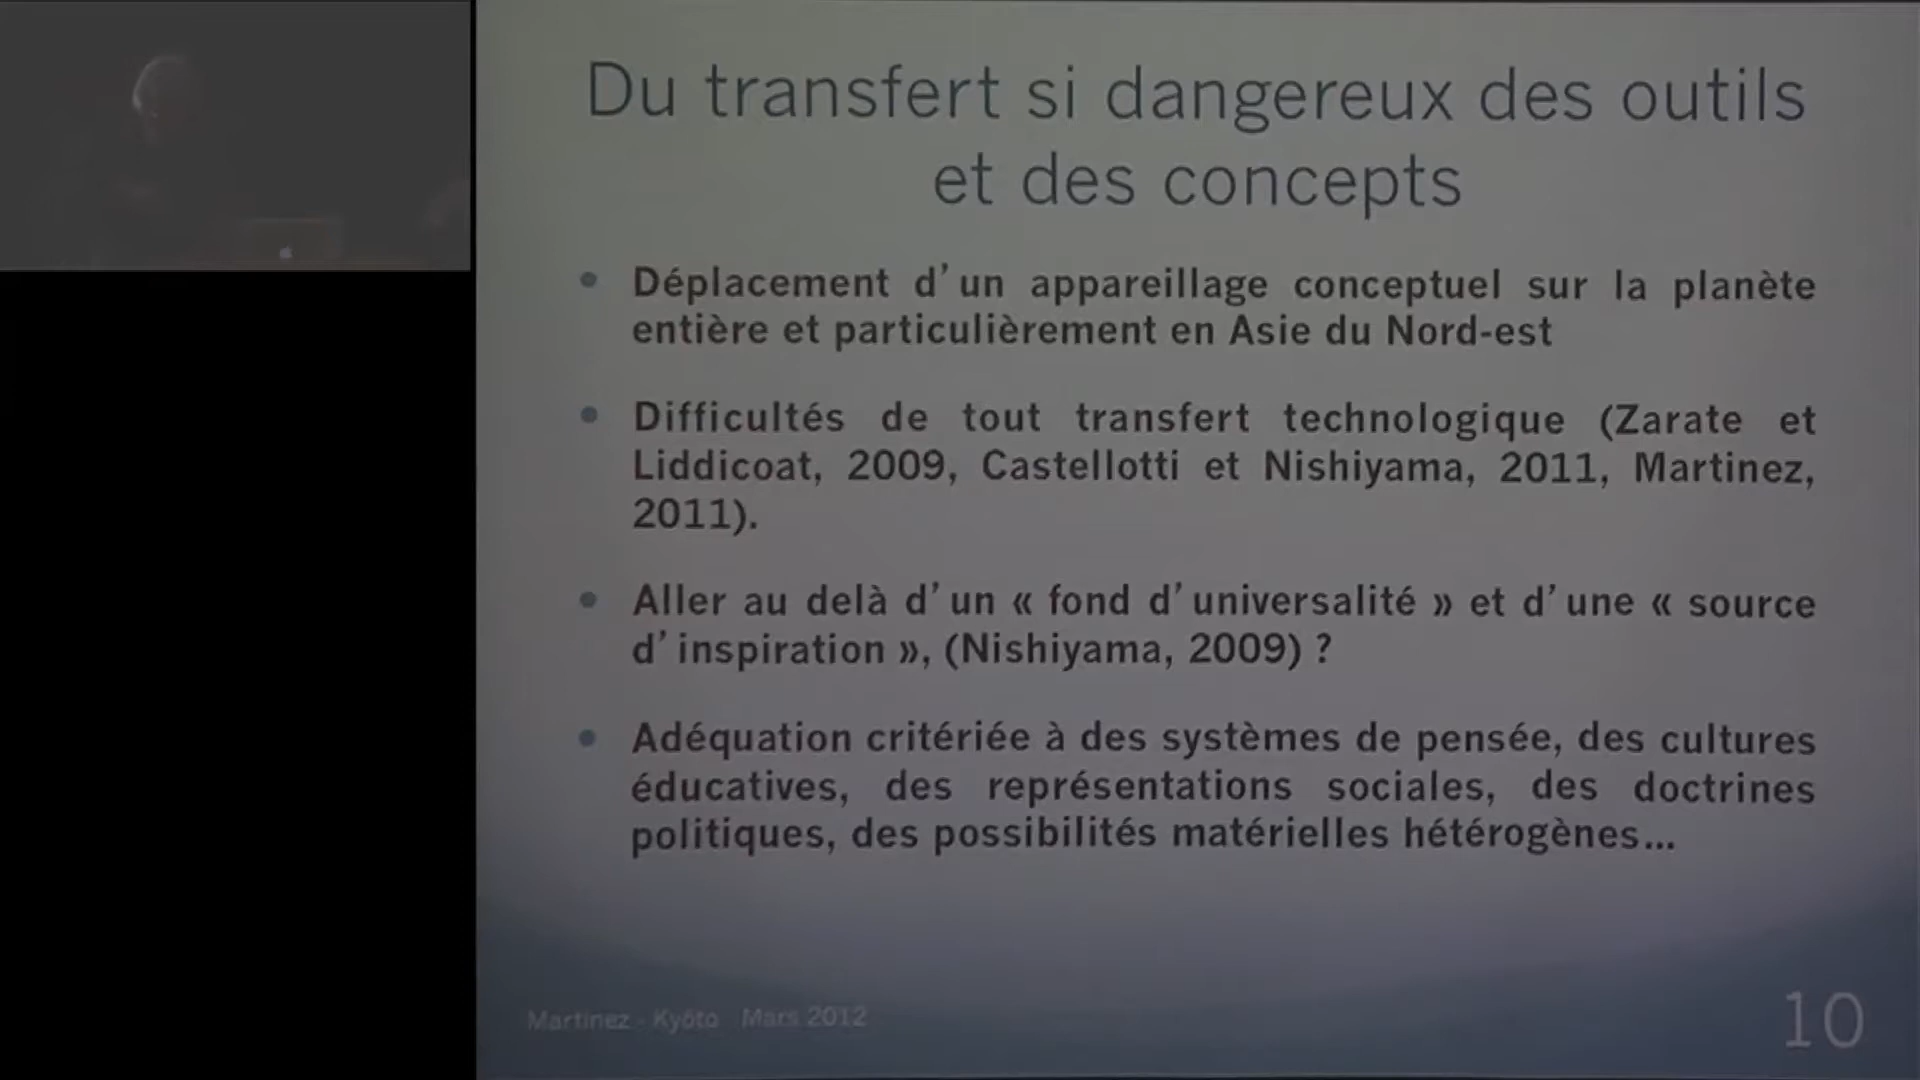 Du transfert si dangereux des outils
et des concepts
• Déplacement d'un appareillage conceptuel sur la planète
entière et particulièrement en Asie du Nord-est
• Difficultés de tout transfert technologique (Zarate et
Liddicoat, 2009, Castellotti et Nishiyama, 2011, Martinez,
2011).
• Aller au delà d'un « fond d'universalité » et d'une « source
d'inspiration », (Nishiyama, 2009) ?
• Adéquation critériée à des systèmes de pensée, des cultures
éducatives, des représentations sociales, des doctrines
politiques, des possibilités matérielles hétérogènes...
Martinez - Kyôto Mars 2012
10